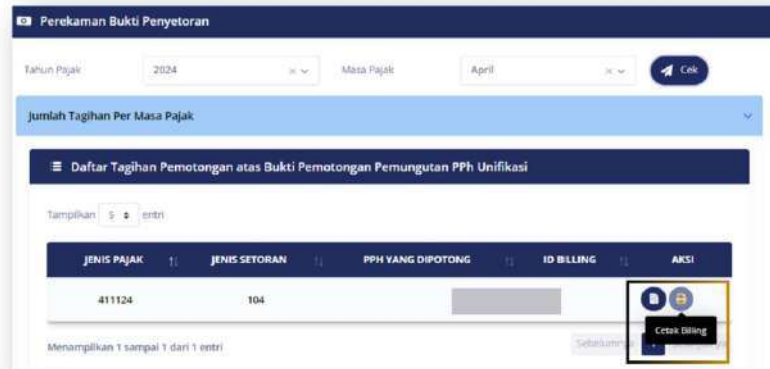 Perekaman Bukti Penyetoran
Tahun Pajak 2024 Masa Pajak April Cek
Jumlah Tagihan Per Masa Pajak
Daftar Tagihan Pemotongan atas Bukti Pemotongan Pemungutan PPh Unifikasi
Tampilkan 5 entri
JENIS PAJAK JENIS SETORAN PPH YANG DIPOTONG ID BILLING AKSI
411124 104
Cetak Billing
Menampilkan 1 sampai 1 dari 1 entri Sebelumnya